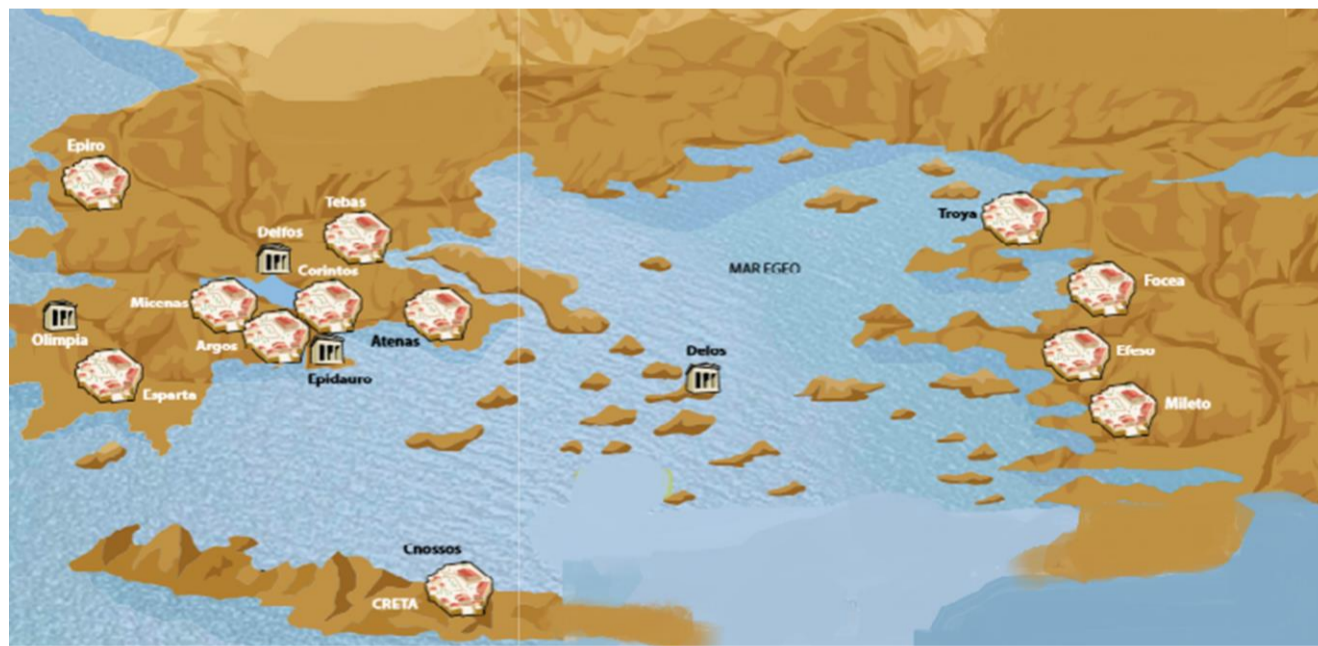 Epiro
Tebas
Troya
Delfos
Corintos
MAR EGEO
Focea
Micenas
Olimpia
Argos
Atenas
Efeso
Delos
Epidauro
Esparta
Mileto
Cnossos
CRETA